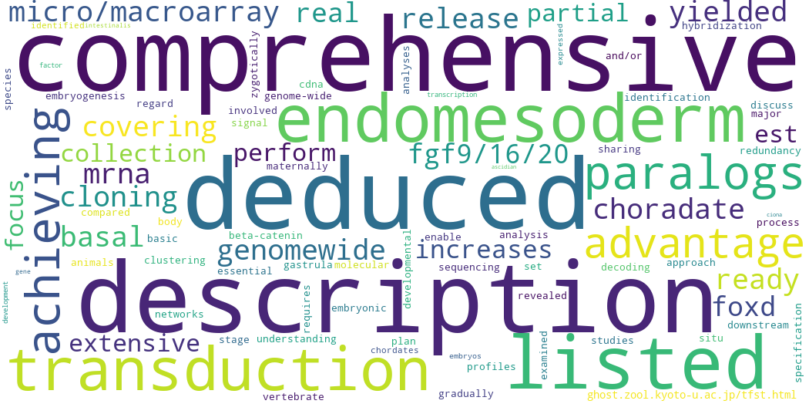 micro/macroarray
real
release
partial
yielded
identified
intestinalis
hybridization
comprehensive
factor
species
zygotically
analyses
expressed
and/or
cdna
embryogenesis
regard
genome-wide
transcription
identification
discuss
major
involved
signal
endomesoderm
covering
achieving
sharing
est
collection
perform
fgf9/16/20
redundancy
mrna
maternally
deduced
ascidian
paralogs
focus
cloning
choradate
compared
body
ciona
process
basal
basic
beta-catenin
genomewide
developmental
enable
analysis
increases
advantage
animals
clustering
essential
gastrula
molecular
sequencing
set
decoding
approach
gene
description
revealed
ready
development
networks
requires
embryonic
foxd
downstream
extensive
stage
understanding
plan
studies
situ
listed
examined
specification
chordates
embryos
transduction
profiles
vertebrate
gradually
ghost.zool.kyoto-u.ac.jp/tfst.html